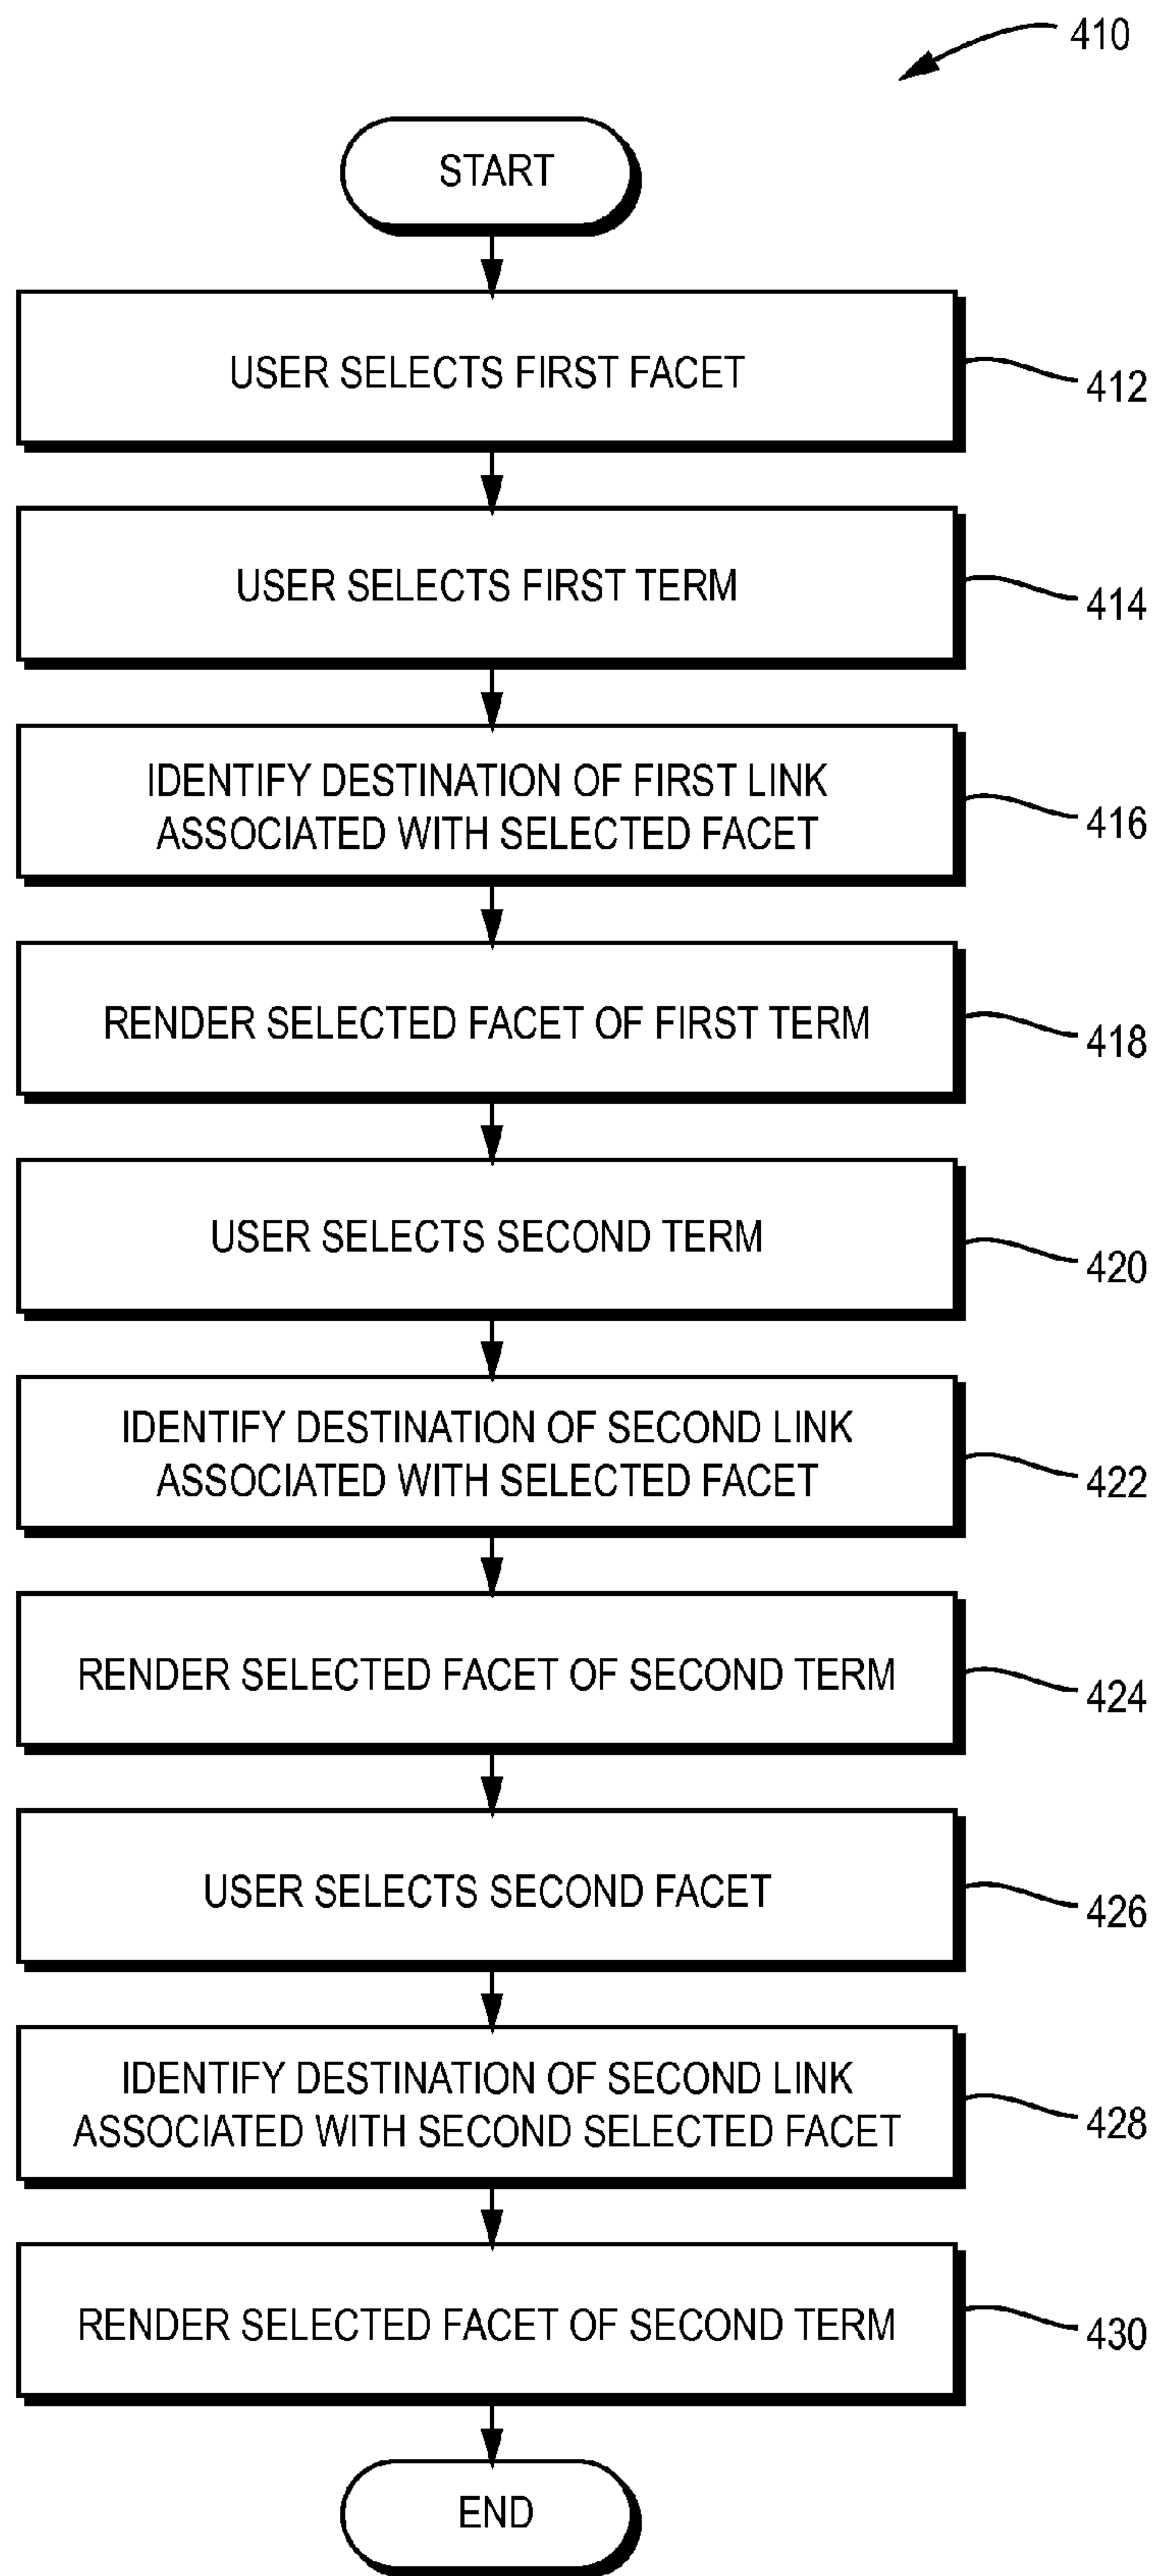 410
START
USER SELECTS FIRST FACET
412
USER SELECTS FIRST TERM
414
IDENTIFY DESTINATION OF FIRST LINK
ASSOCIATED WITH SELECTED FACET
416
RENDER SELECTED FACET OF FIRST TERM
418
USER SELECTS SECOND TERM
420
IDENTIFY DESTINATION OF SECOND LINK
ASSOCIATED WITH SELECTED FACET
422
RENDER SELECTED FACET OF SECOND TERM
424
USER SELECTS SECOND FACET
426
IDENTIFY DESTINATION OF SECOND LINK
ASSOCIATED WITH SECOND SELECTED FACET
428
RENDER SELECTED FACET OF SECOND TERM
430
END